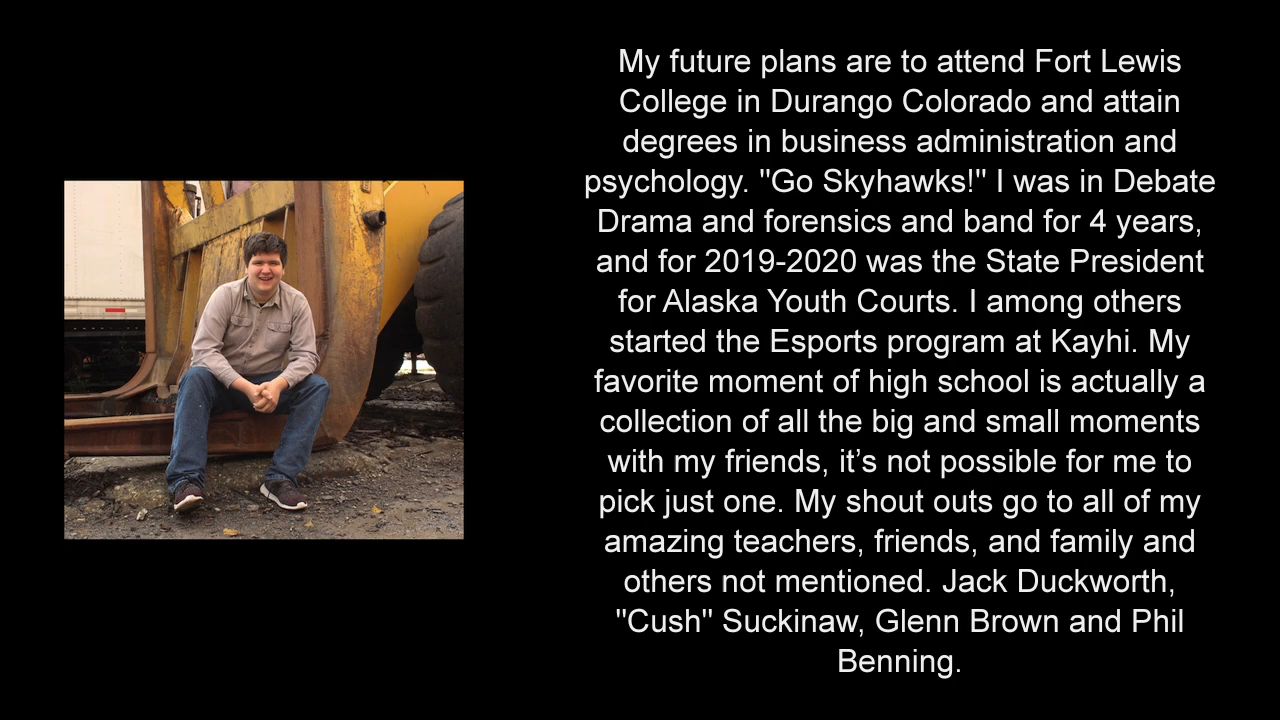 My future plans are to attend Fort Lewis
College in Durango Colorado and attain
degrees in business administration and
psychology. "Go Skyhawks!" I was in Debate
Drama and forensics and band for 4 years,
and for 2019-2020 was the State President
for Alaska Youth Courts. I among others
started the Esports program at Kayhi. My
favorite moment of high school is actually a
collection of all the big and small moments
with my friends, it’s not possible for me to
pick just one. My shout outs go to all of my
amazing teachers, friends, and family and
others not mentioned. Jack Duckworth,
"Cush" Suckinaw, Glenn Brown and Phil
Benning.